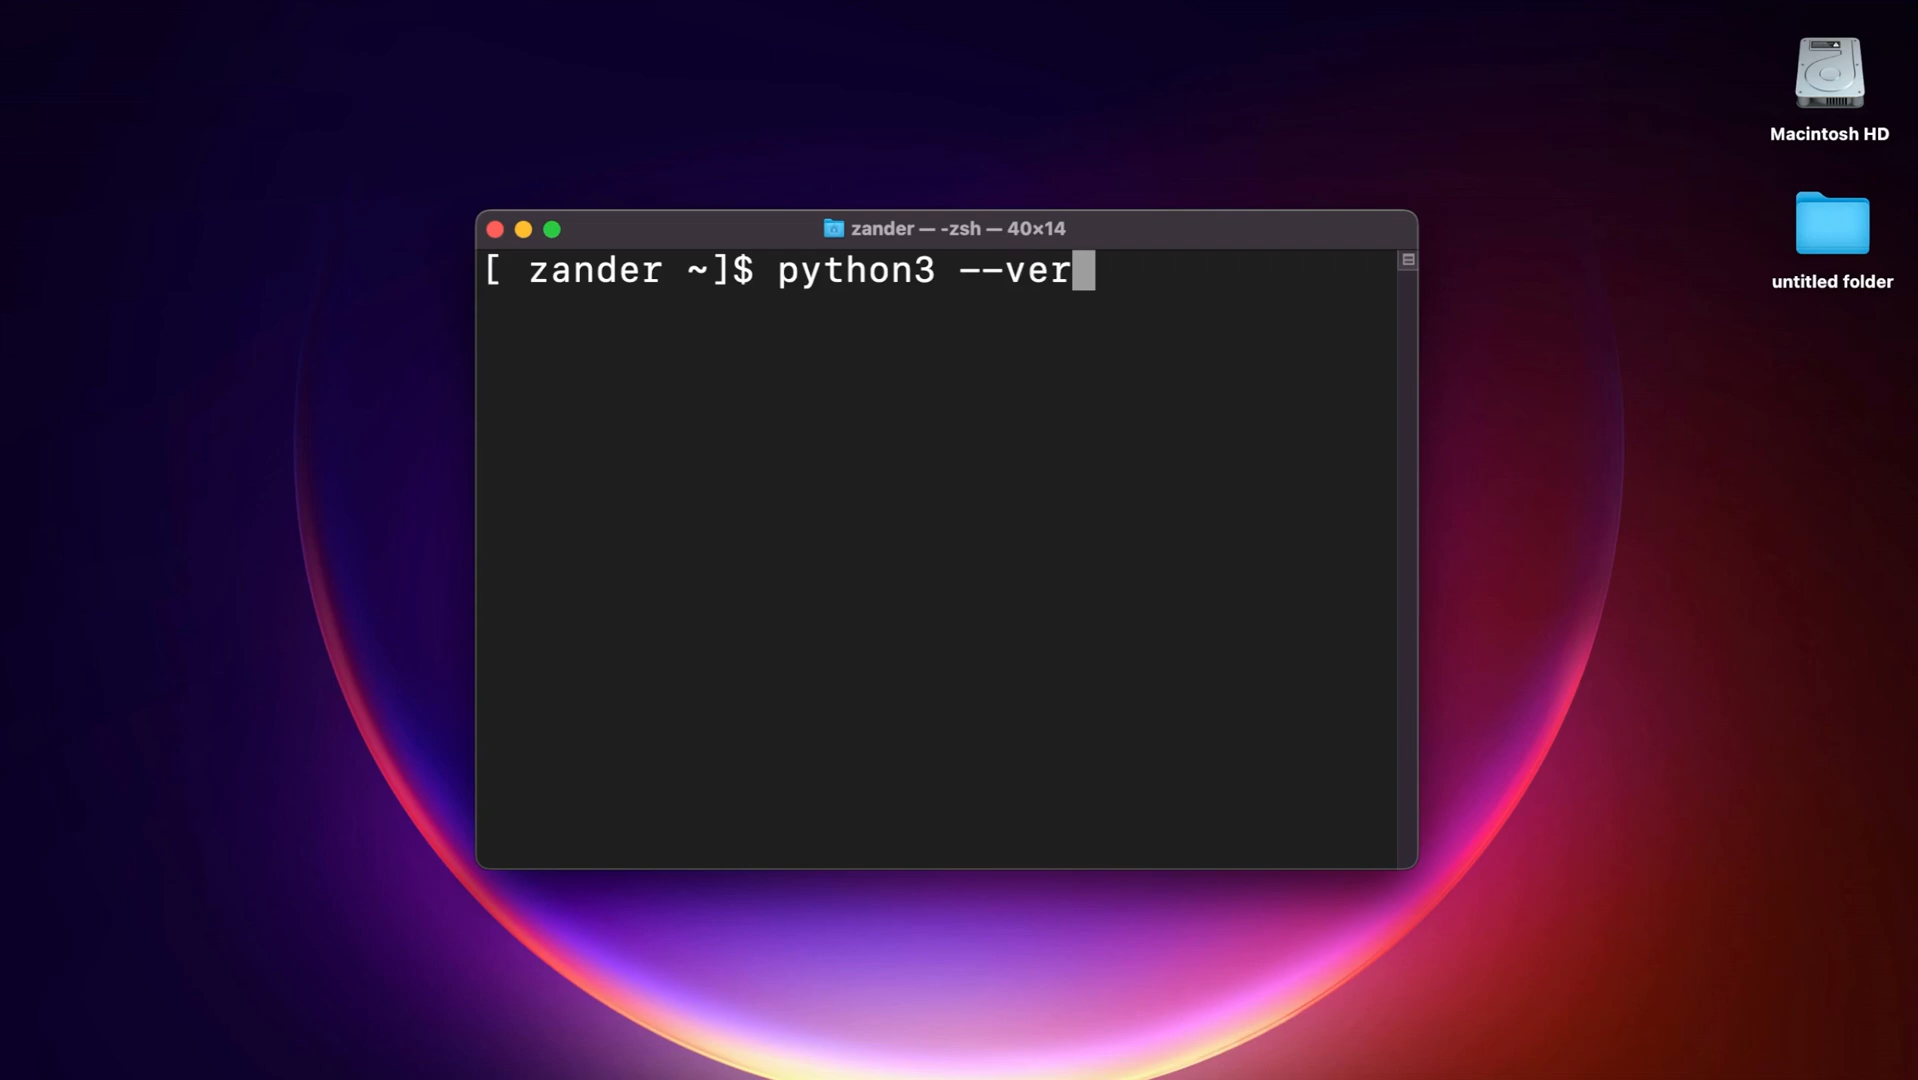 Macintosh HD
untitled folder
zander — -zsh — 40×14
[ zander ~]$ python3 --ver